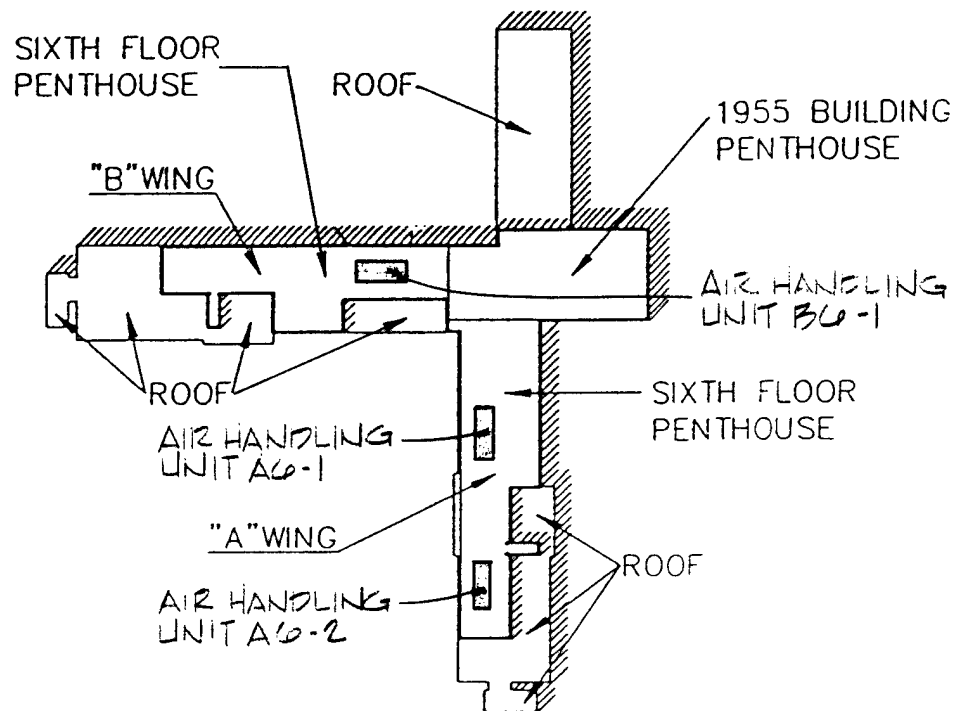 SIXTH FLOOR
PENTHOUSE
ROOF
1955 BUILDING
PENTHOUSE
"B" WING
AIR HANDLING
UNIT B6-1
ROOF
SIXTH FLOOR
PENTHOUSE
AIR HANDLING
UNIT A6-1
"A" WING
ROOF
AIR HANDLING
UNIT A6-2